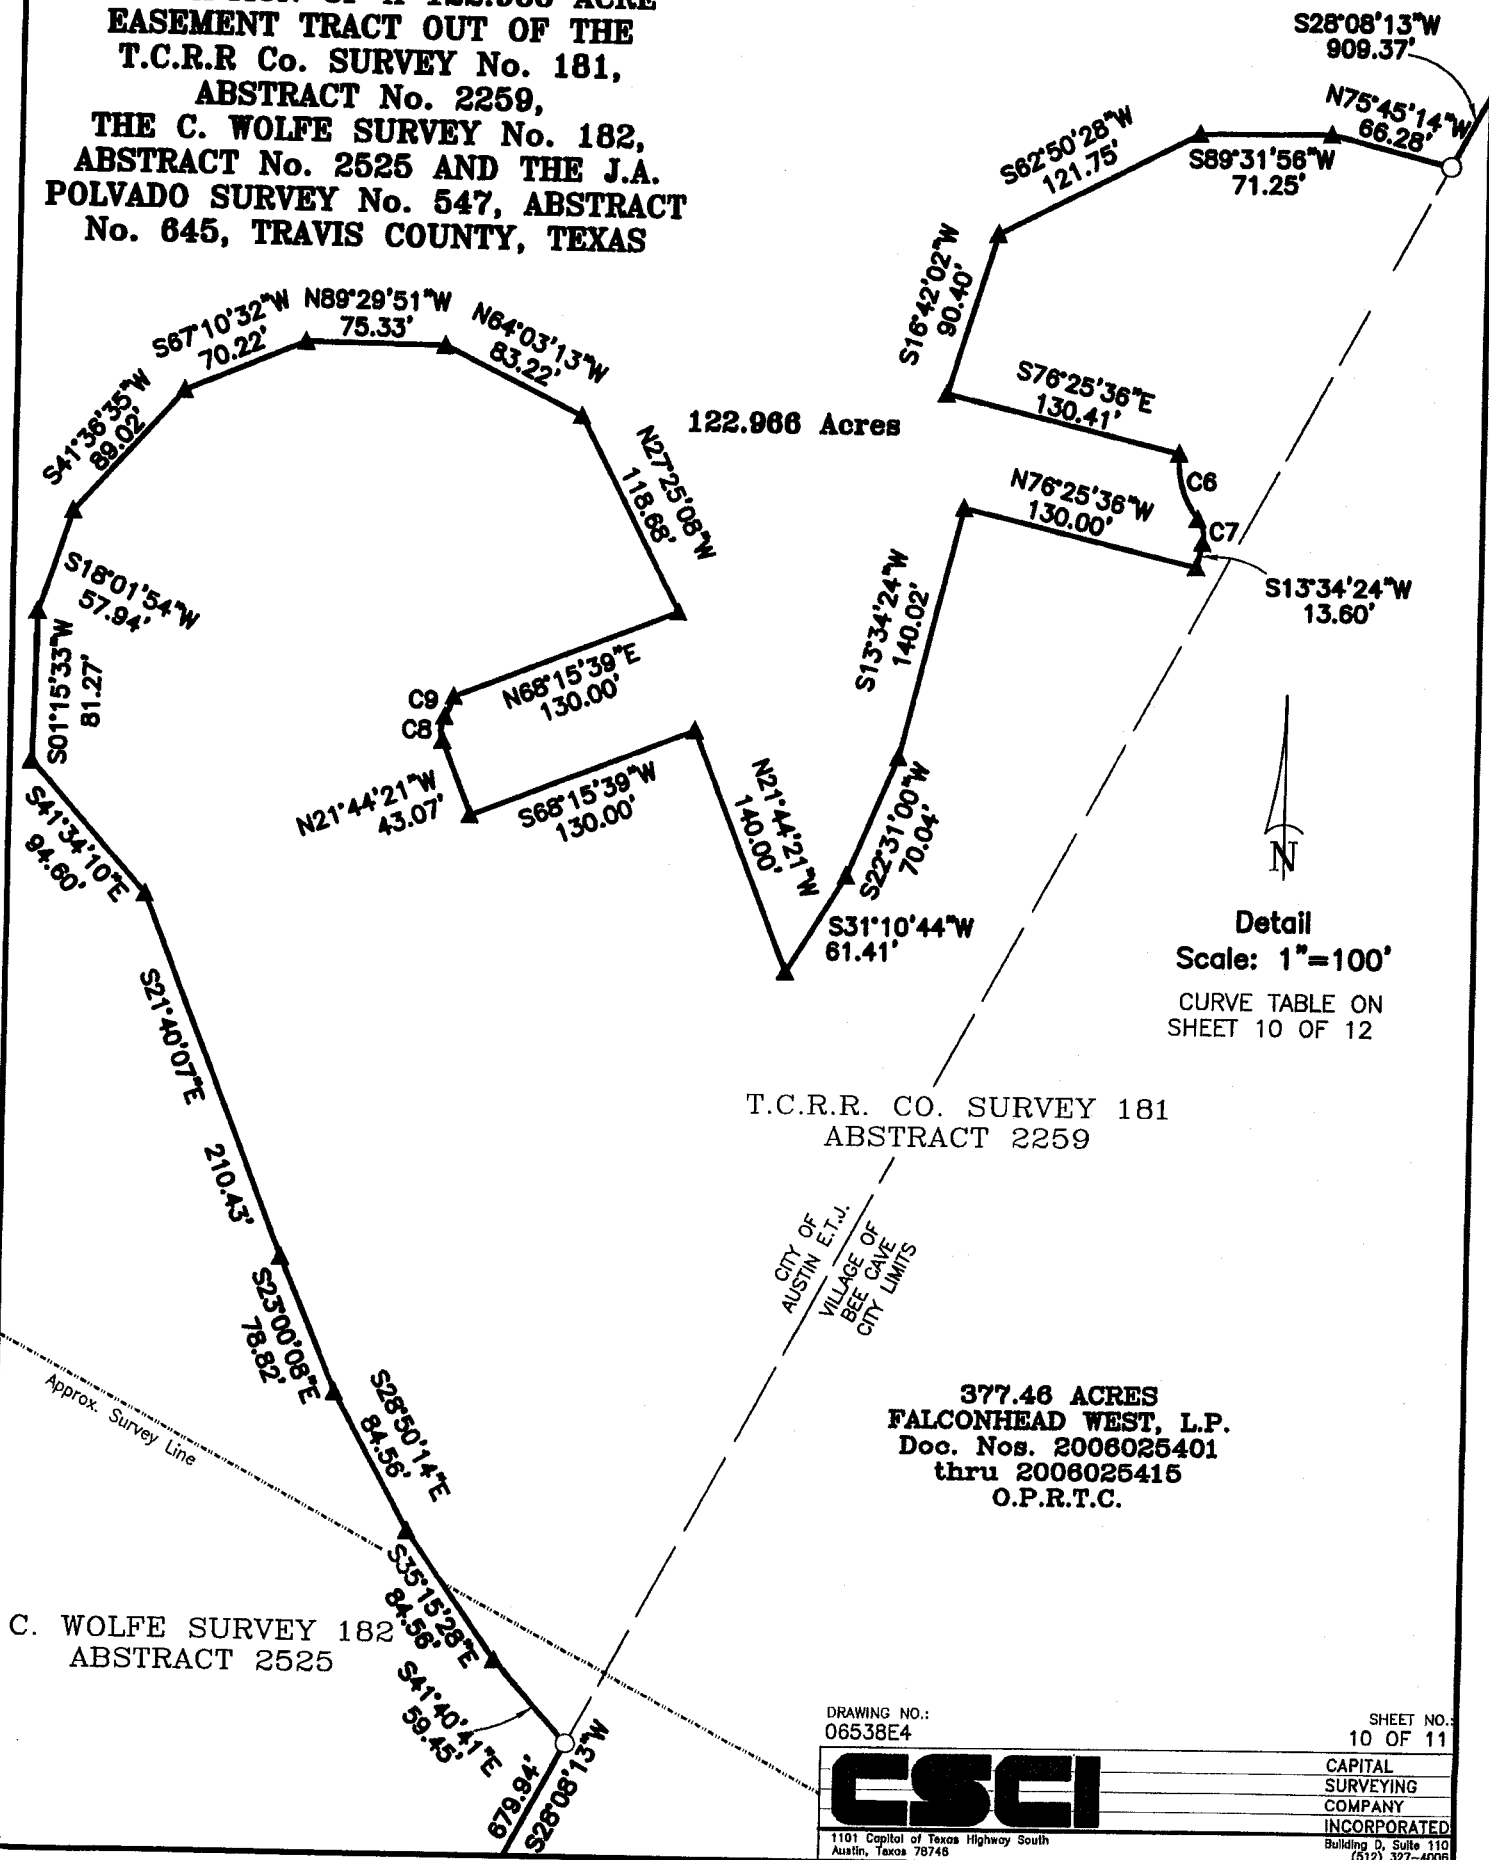 122.966 ACRE
EASEMENT TRACT OUT OF THE
T.C.R.R Co. SURVEY No. 181,
ABSTRACT No. 2259,
THE C. WOLFE SURVEY No. 182,
ABSTRACT No. 2525 AND THE J.A.
POLVADO SURVEY No. 547, ABSTRACT
No. 645, TRAVIS COUNTY, TEXAS
S28°08'13"W
909.37'
N75°45'14"W
66.28'
S89°31'56"W
71.25'
S62°50'28"W
121.75'
S16°42'02"W
90.40'
S76°25'36"E
130.41'
C6
C7
N76°25'36"W
130.00'
S13°34'24"W
13.60'
S13°34'24"W
140.02'
S22°31'00"W
70.04'
S31°10'44"W
61.41'
N21°44'21"W
140.00'
S68°15'39"W
130.00'
N21°44'21"W
43.07'
C8
C9
N68°15'39"E
130.00'
122.966 Acres
N27°25'08"W
118.68'
N64°03'13"W
83.22'
N89°29'51"W
75.33'
S67°10'32"W
70.22'
S41°36'35"W
89.02'
S18°01'54"W
57.94'
S01°15'33"W
81.27'
S41°34'10"E
94.60'
S21°40'07"E
210.43'
S23°00'08"E
78.82'
S28°50'14"E
84.56'
S35°15'28"E
84.56'
S41°40'41"E
59.45'
679.94'
S28°08'13"W
N
Detail
Scale: 1"=100'
CURVE TABLE ON
SHEET 10 OF 12
T.C.R.R. CO. SURVEY 181
ABSTRACT 2259
CITY OF
AUSTIN E.T.J.
VILLAGE OF
BEE CAVE
CITY LIMITS
377.46 ACRES
FALCONHEAD WEST, L.P.
Doc. Nos. 2006025401
thru 2006025415
O.P.R.T.C.
Approx. Survey Line
C. WOLFE SURVEY 182
ABSTRACT 2525
DRAWING NO.:
06538E4
SHEET NO.:
10 OF 11
CSCI
CAPITAL
SURVEYING
COMPANY
INCORPORATED
1101 Capital of Texas Highway South
Austin, Texas 78746
Building D, Suite 110
(512) 327-4006